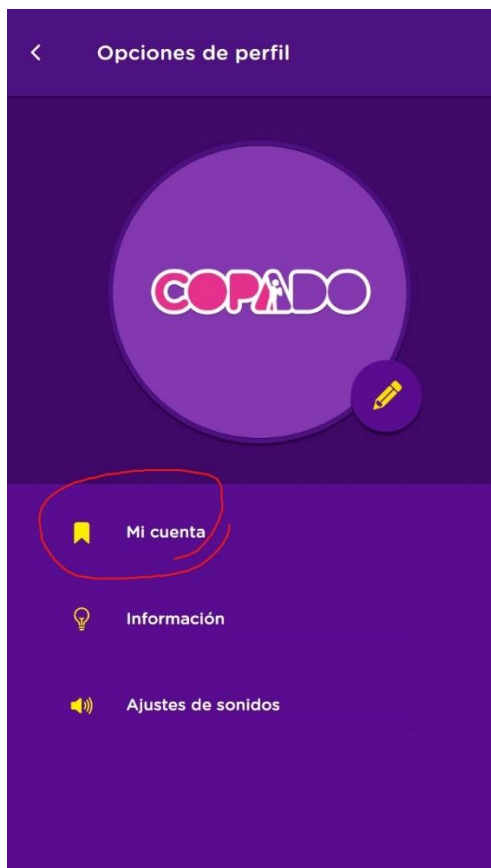 Opciones de perfil
COPADO
Mi cuenta
Información
Ajustes de sonidos